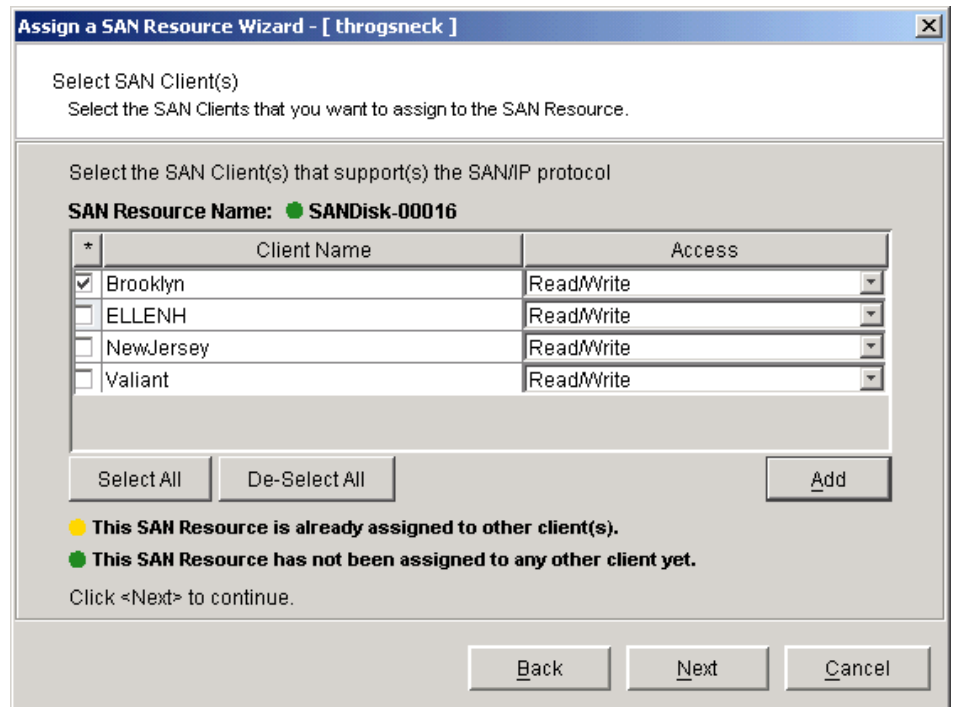 Assign a SAN Resource Wizard - [ throgsneck ]
Select SAN Client(s)
Select the SAN Clients that you want to assign to the SAN Resource.
Select the SAN Client(s) that support(s) the SAN/IP protocol
SAN Resource Name: SANDisk-00016
* Client Name Access
Brooklyn Read/Write
ELLENH Read/Write
NewJersey Read/Write
Valiant Read/Write
Select All De-Select All Add
This SAN Resource is already assigned to other client(s).
This SAN Resource has not been assigned to any other client yet.
Click <Next> to continue.
Back Next Cancel